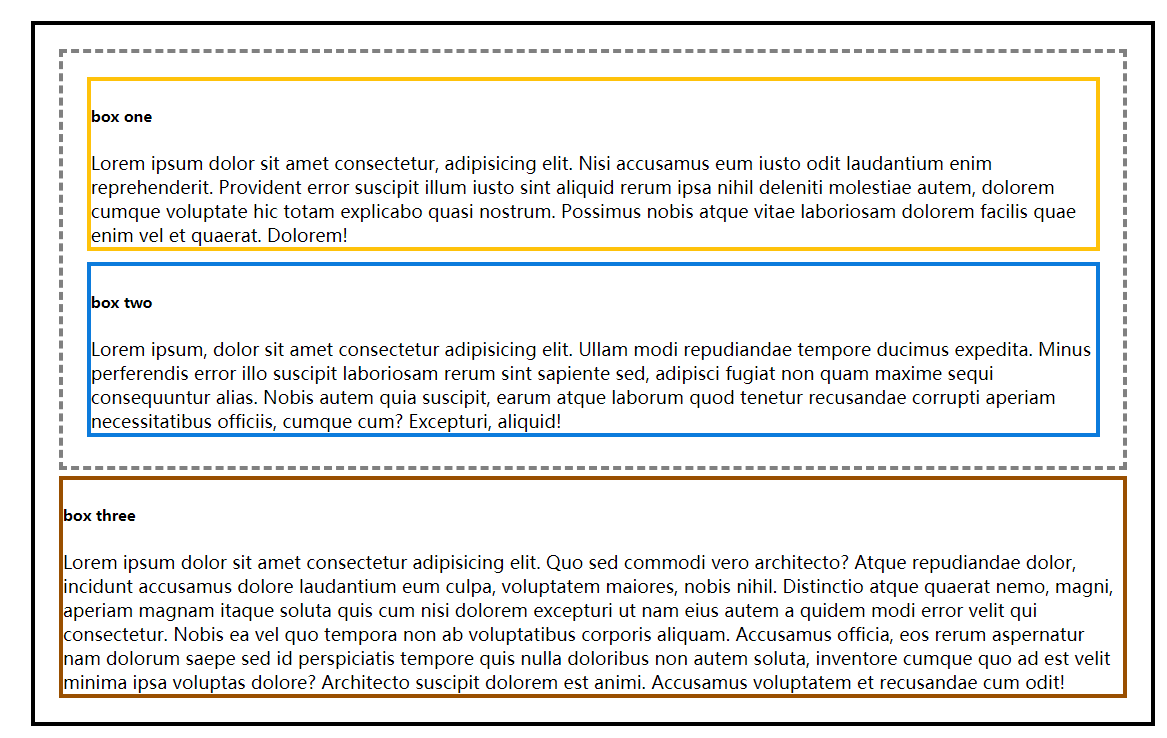 box one
Lorem ipsum dolor sit amet consectetur, adipisicing elit. Nisi accusamus eum iusto odit laudantium enim
reprehenderit. Provident error suscipit illum iusto sint aliquid rerum ipsa nihil deleniti molestiae autem, dolorem
cumque voluptate hic totam explicabo quasi nostrum. Possimus nobis atque vitae laboriosam dolorem facilis quae
enim vel et quaerat. Dolorem!
box two
Lorem ipsum, dolor sit amet consectetur adipisicing elit. Ullam modi repudiandae tempore ducimus expedita. Minus
perferendis error illo suscipit laboriosam rerum sint sapiente sed, adipisci fugiat non quam maxime sequi
consequuntur alias. Nobis autem quia suscipit, earum atque laborum quod tenetur recusandae corrupti aperiam
necessitatibus officiis, cumque cum? Excepturi, aliquid!
box three
Lorem ipsum dolor sit amet consectetur adipisicing elit. Quo sed commodi vero architecto? Atque repudiandae dolor,
incidunt accusamus dolore laudantium eum culpa, voluptatem maiores, nobis nihil. Distinctio atque quaerat nemo, magni,
aperiam magnam itaque soluta quis cum nisi dolorem excepturi ut nam eius autem a quidem modi error velit qui
consectetur. Nobis ea vel quo tempora non ab voluptatibus corporis aliquam. Accusamus officia, eos rerum aspernatur
nam dolorum saepe sed id perspiciatis tempore quis nulla doloribus non autem soluta, inventore cumque quo ad est velit
minima ipsa voluptas dolore? Architecto suscipit dolorem est animi. Accusamus voluptatem et recusandae cum odit!